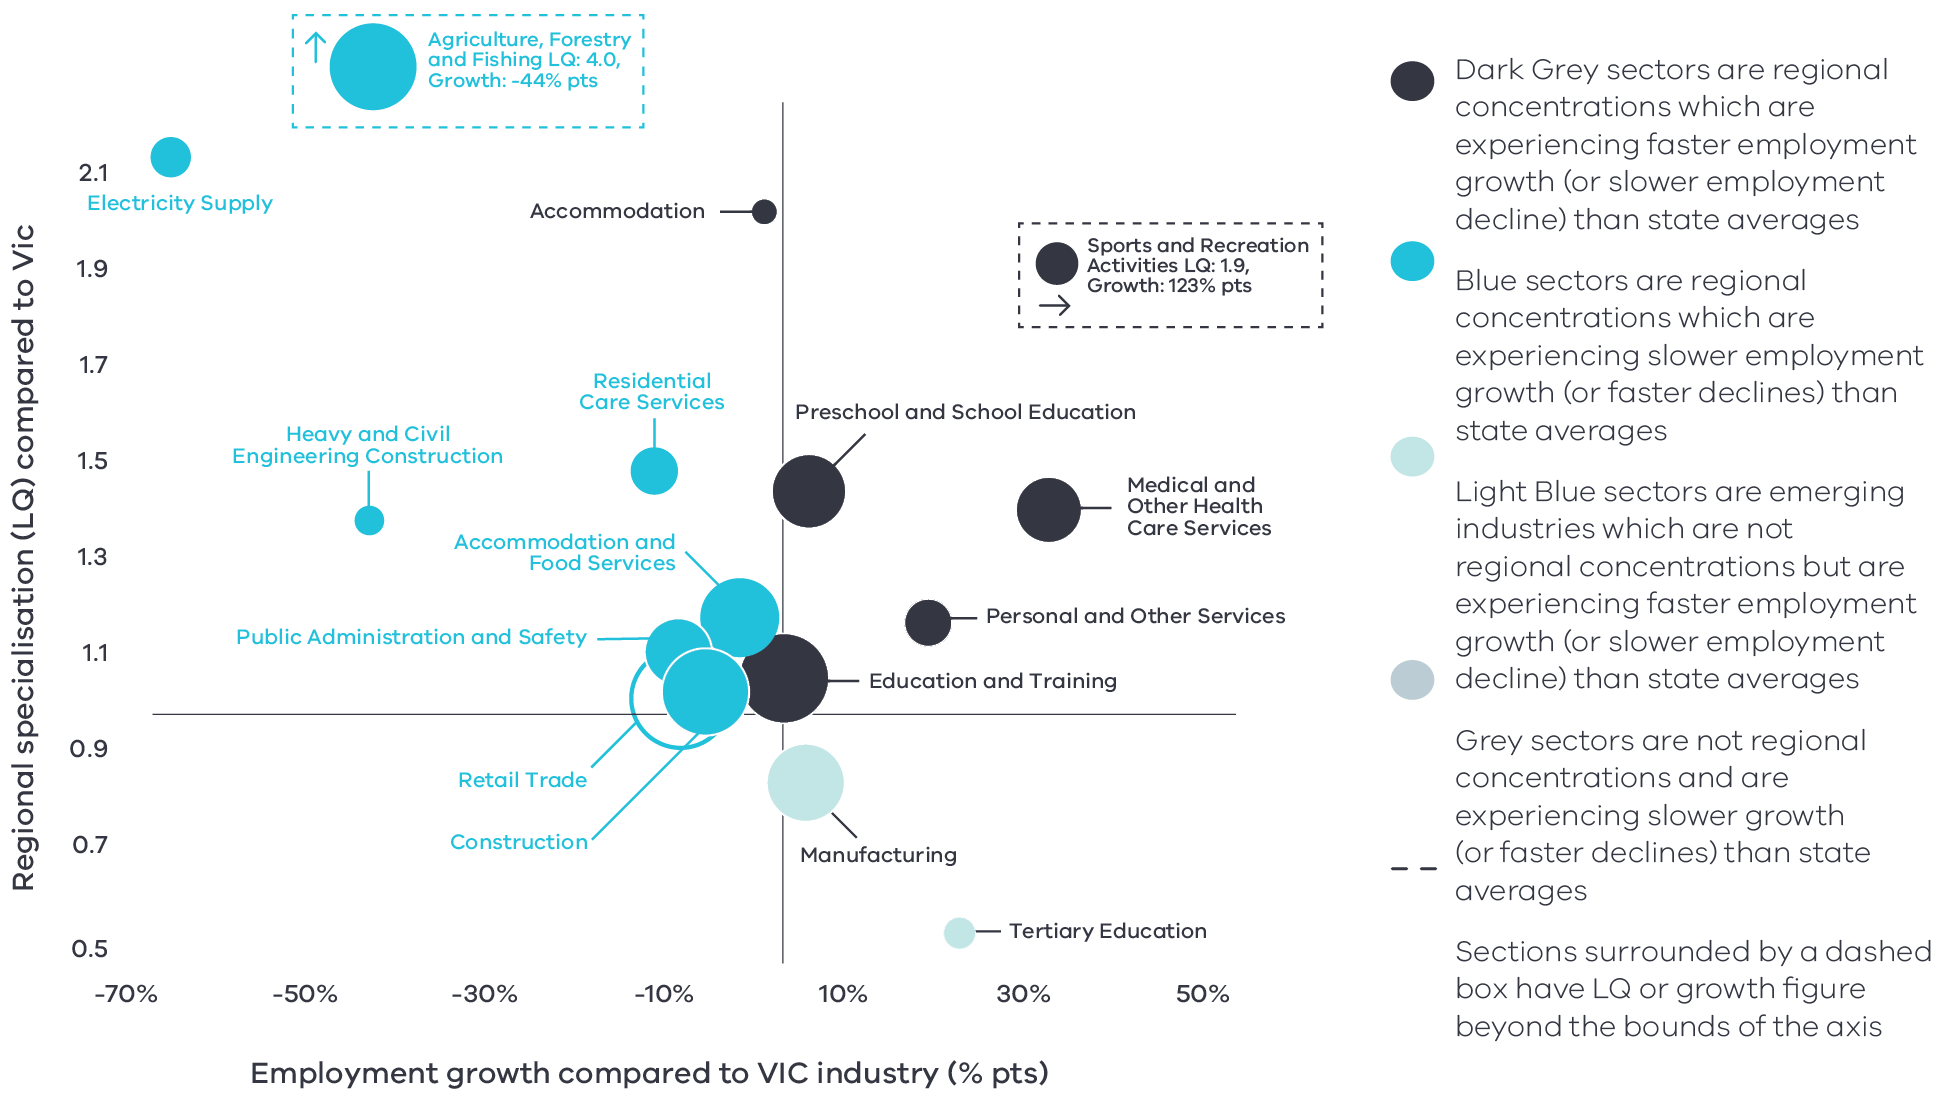 Agriculture, Forestry
and Fishing LQ: 4.0,
Growth: -44% pts
Regional specialisation (LQ) compared to Vic
2.1
1.9
1.7
1.5
1.3
1.1
0.9
0.7
0.5
Electricity Supply
Accommodation
Sports and Recreation
Activities LQ: 1.9,
Growth: 123% pts
Residential
Care Services
Preschool and School Education
Heavy and Civil
Engineering Construction
Medical and
Other Health
Care Services
Accommodation and
Food Services
Personal and Other Services
Public Administration and Safety
Education and Training
Retail Trade
Construction
Manufacturing
Tertiary Education
-70%
-50%
-30%
-10%
10%
30%
50%
Employment growth compared to VIC industry (% pts)
Dark Grey sectors are regional
concentrations which are
experiencing faster employment
growth (or slower employment
decline) than state averages
Blue sectors are regional
concentrations which are
experiencing slower employment
growth (or faster declines) than
state averages
Light Blue sectors are emerging
industries which are not
regional concentrations but are
experiencing faster employment
growth (or slower employment
decline) than state averages
Grey sectors are not regional
concentrations and are
experiencing slower growth
(or faster declines) than state
averages
Sections surrounded by a dashed
box have LQ or growth figure
beyond the bounds of the axis